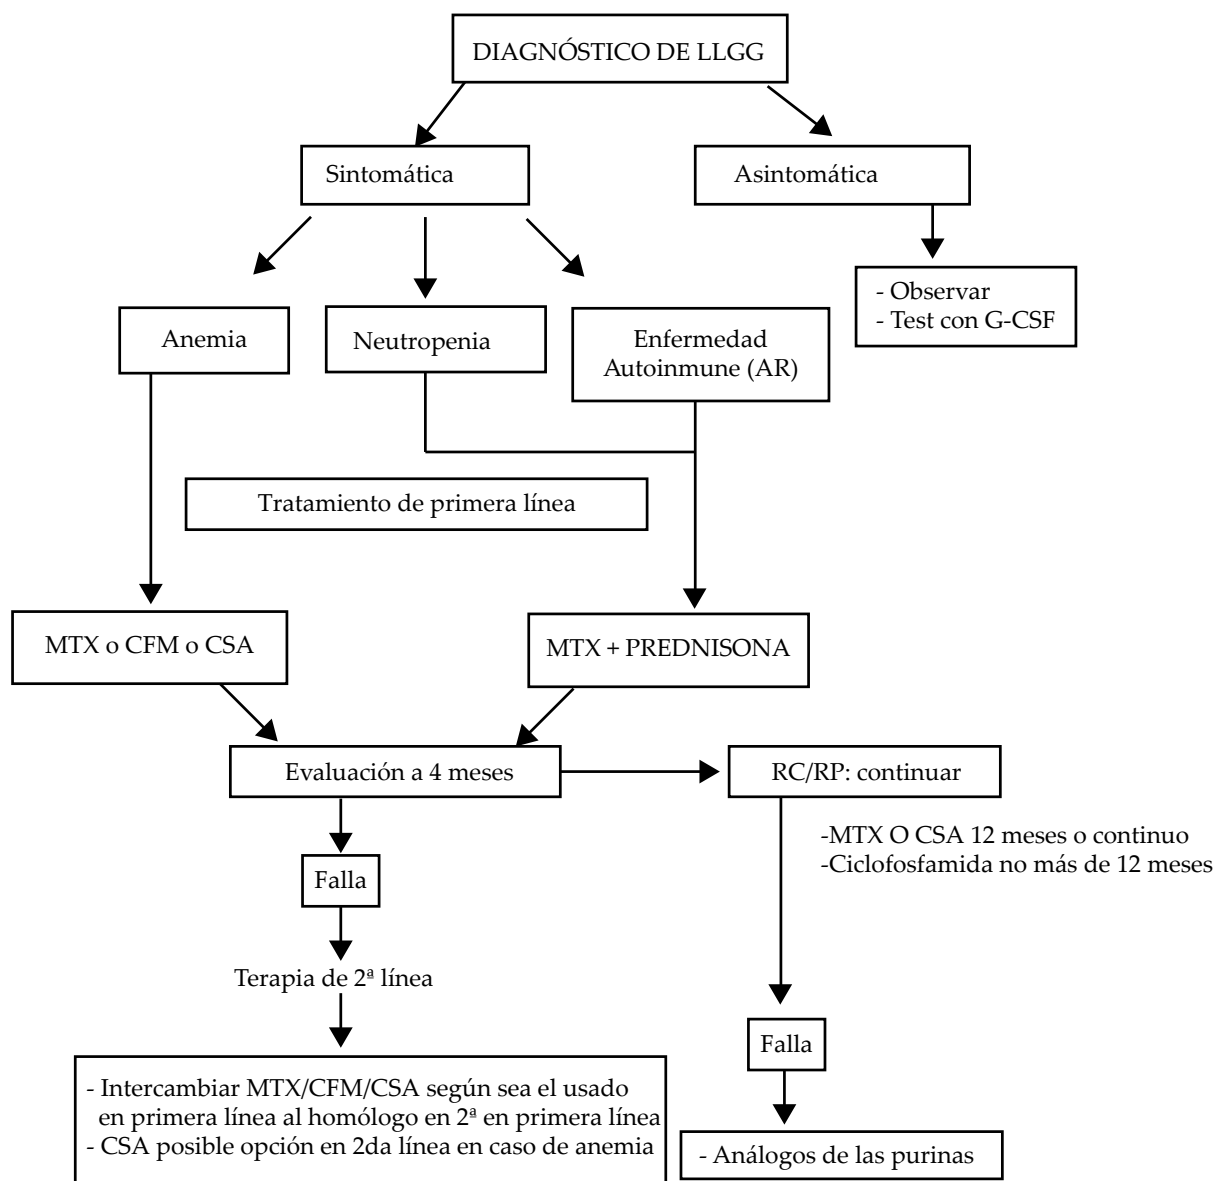 DIAGNÓSTICO DE LLGG
Sintomática
Asintomática
- Observar
- Test con G-CSF
Anemia
Neutropenia
Enfermedad
Autoinmune (AR)
Tratamiento de primera línea
MTX o CFM o CSA
MTX + PREDNISONA
Evaluación a 4 meses
RC/RP: continuar
-MTX O CSA 12 meses o continuo
-Ciclofosfamida no más de 12 meses
Falla
Terapia de 2ª línea
- Intercambiar MTX/CFM/CSA según sea el usado
en primera línea al homólogo en 2ª en primera línea
- CSA posible opción en 2da línea en caso de anemia
Falla
- Análogos de las purinas